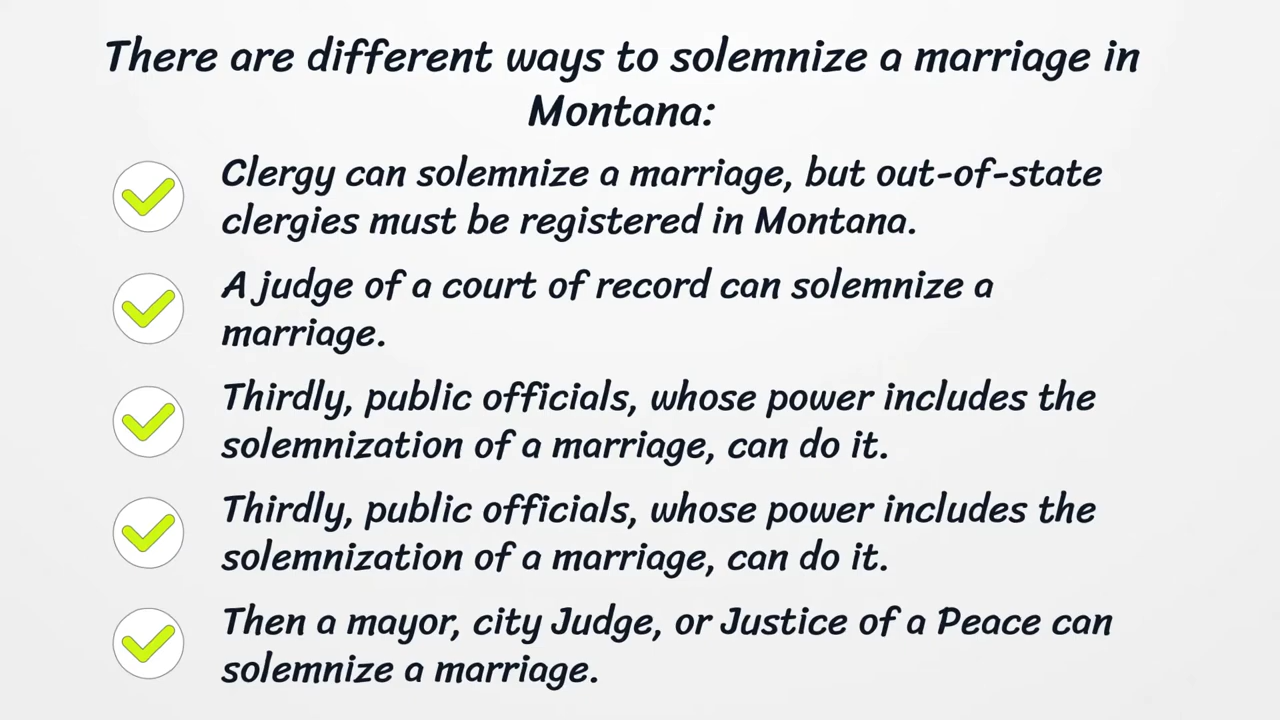 There are different ways to solemnize a marriage in
Montana:
Clergy can solemnize a marriage, but out-of-state
clergies must be registered in Montana.
A judge of a court of record can solemnize a
marriage.
Thirdly, public officials, whose power includes the
solemnization of a marriage, can do it.
Thirdly, public officials, whose power includes the
solemnization of a marriage, can do it.
Then a mayor, city Judge, or Justice of a Peace can
solemnize a marriage.